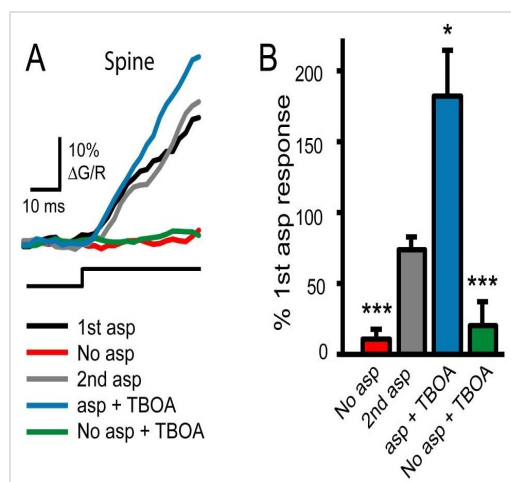 A
Spine
10%
ΔG/R
10 ms
1st asp
No asp
2nd asp
asp + TBOA
No asp + TBOA
B
% 1st asp response
200
150
100
50
0
***
*
***
No asp
2nd asp
asp + TBOA
No asp + TBOA